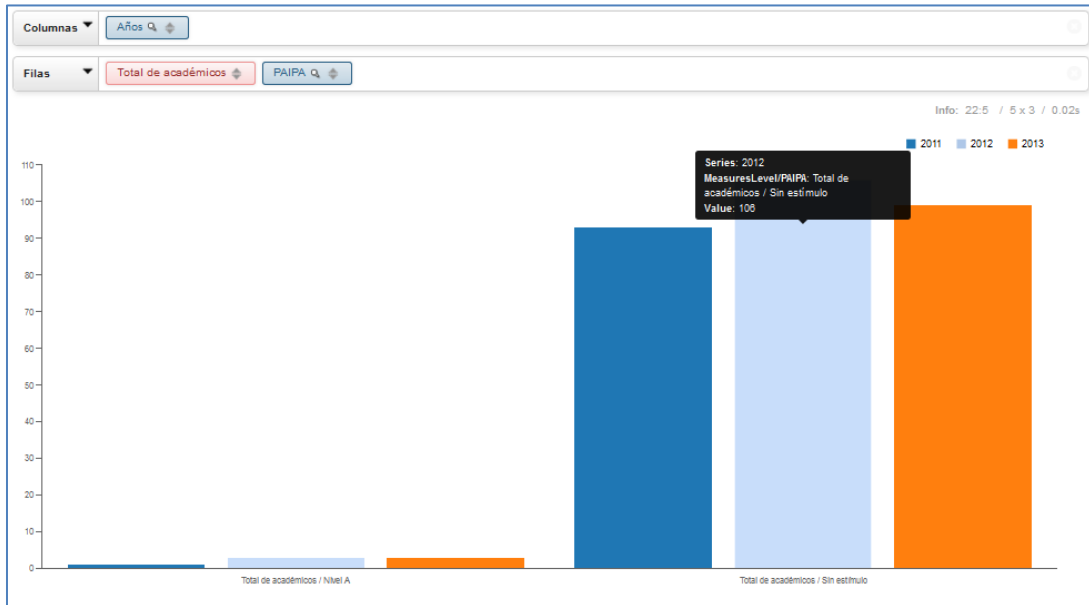 Columnas
Años
Filas
Total de académicos
PAIPA
Info: 22:5 / 5 x 3 / 0.02s
2011
2012
2013
Series: 2012
MeasuresLevel/PAIPA: Total de
académicos / Sin estímulo
Value: 106
110
100
90
80
70
60
50
40
30
20
10
0
Total de académicos / Nivel A
Total de académicos / Sin estímulo